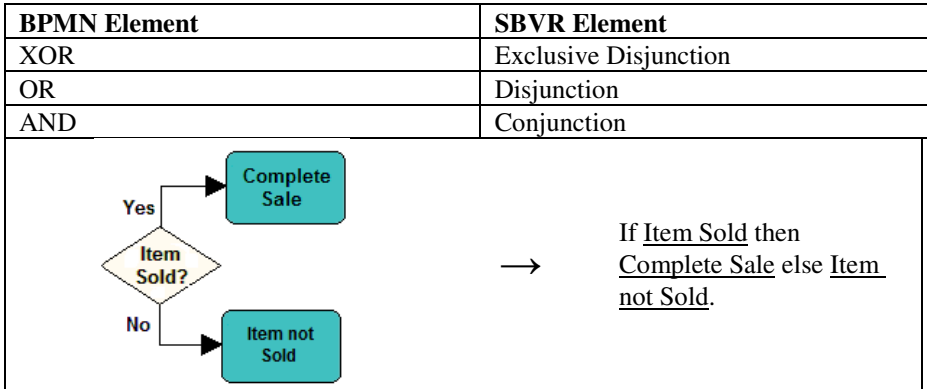 BPMN Element SBVR Element
XOR Exclusive Disjunction
OR Disjunction
AND Conjunction
Complete
Sale
Yes
Item
Sold?
No
Item not
Sold
→
If Item Sold then
Complete Sale else Item
not Sold.